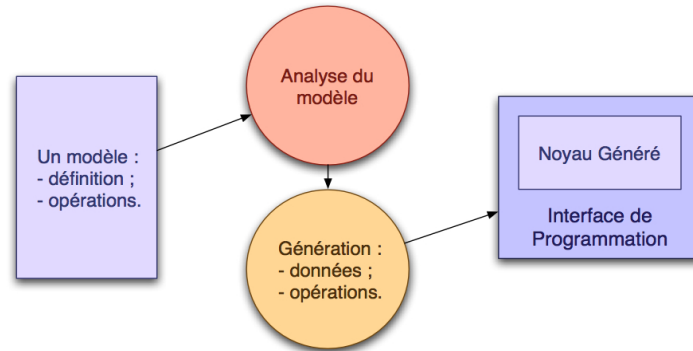 Un modèle :
- définition ;
- opérations.
Analyse du
modèle
Génération :
- données ;
- opérations.
Noyau Généré
Interface de
Programmation